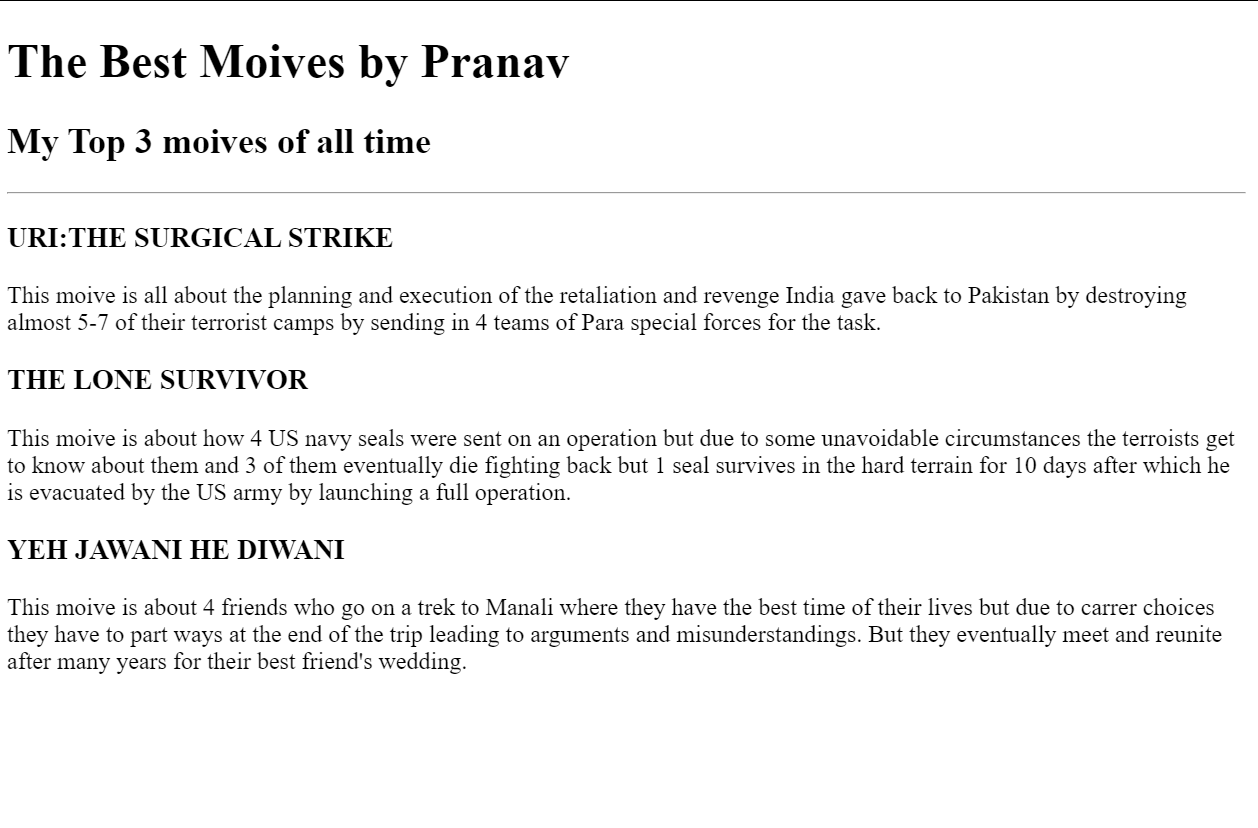 The Best Moives by Pranav
My Top 3 moives of all time
URI:THE SURGICAL STRIKE
This moive is all about the planning and execution of the retaliation and revenge India gave back to Pakistan by destroying
almost 5-7 of their terrorist camps by sending in 4 teams of Para special forces for the task.
THE LONE SURVIVOR
This moive is about how 4 US navy seals were sent on an operation but due to some unavoidable circumstances the terroists get
to know about them and 3 of them eventually die fighting back but 1 seal survives in the hard terrain for 10 days after which he
is evacuated by the US army by launching a full operation.
YEH JAWANI HE DIWANI
This moive is about 4 friends who go on a trek to Manali where they have the best time of their lives but due to carrer choices
they have to part ways at the end of the trip leading to arguments and misunderstandings. But they eventually meet and reunite
after many years for their best friend's wedding.